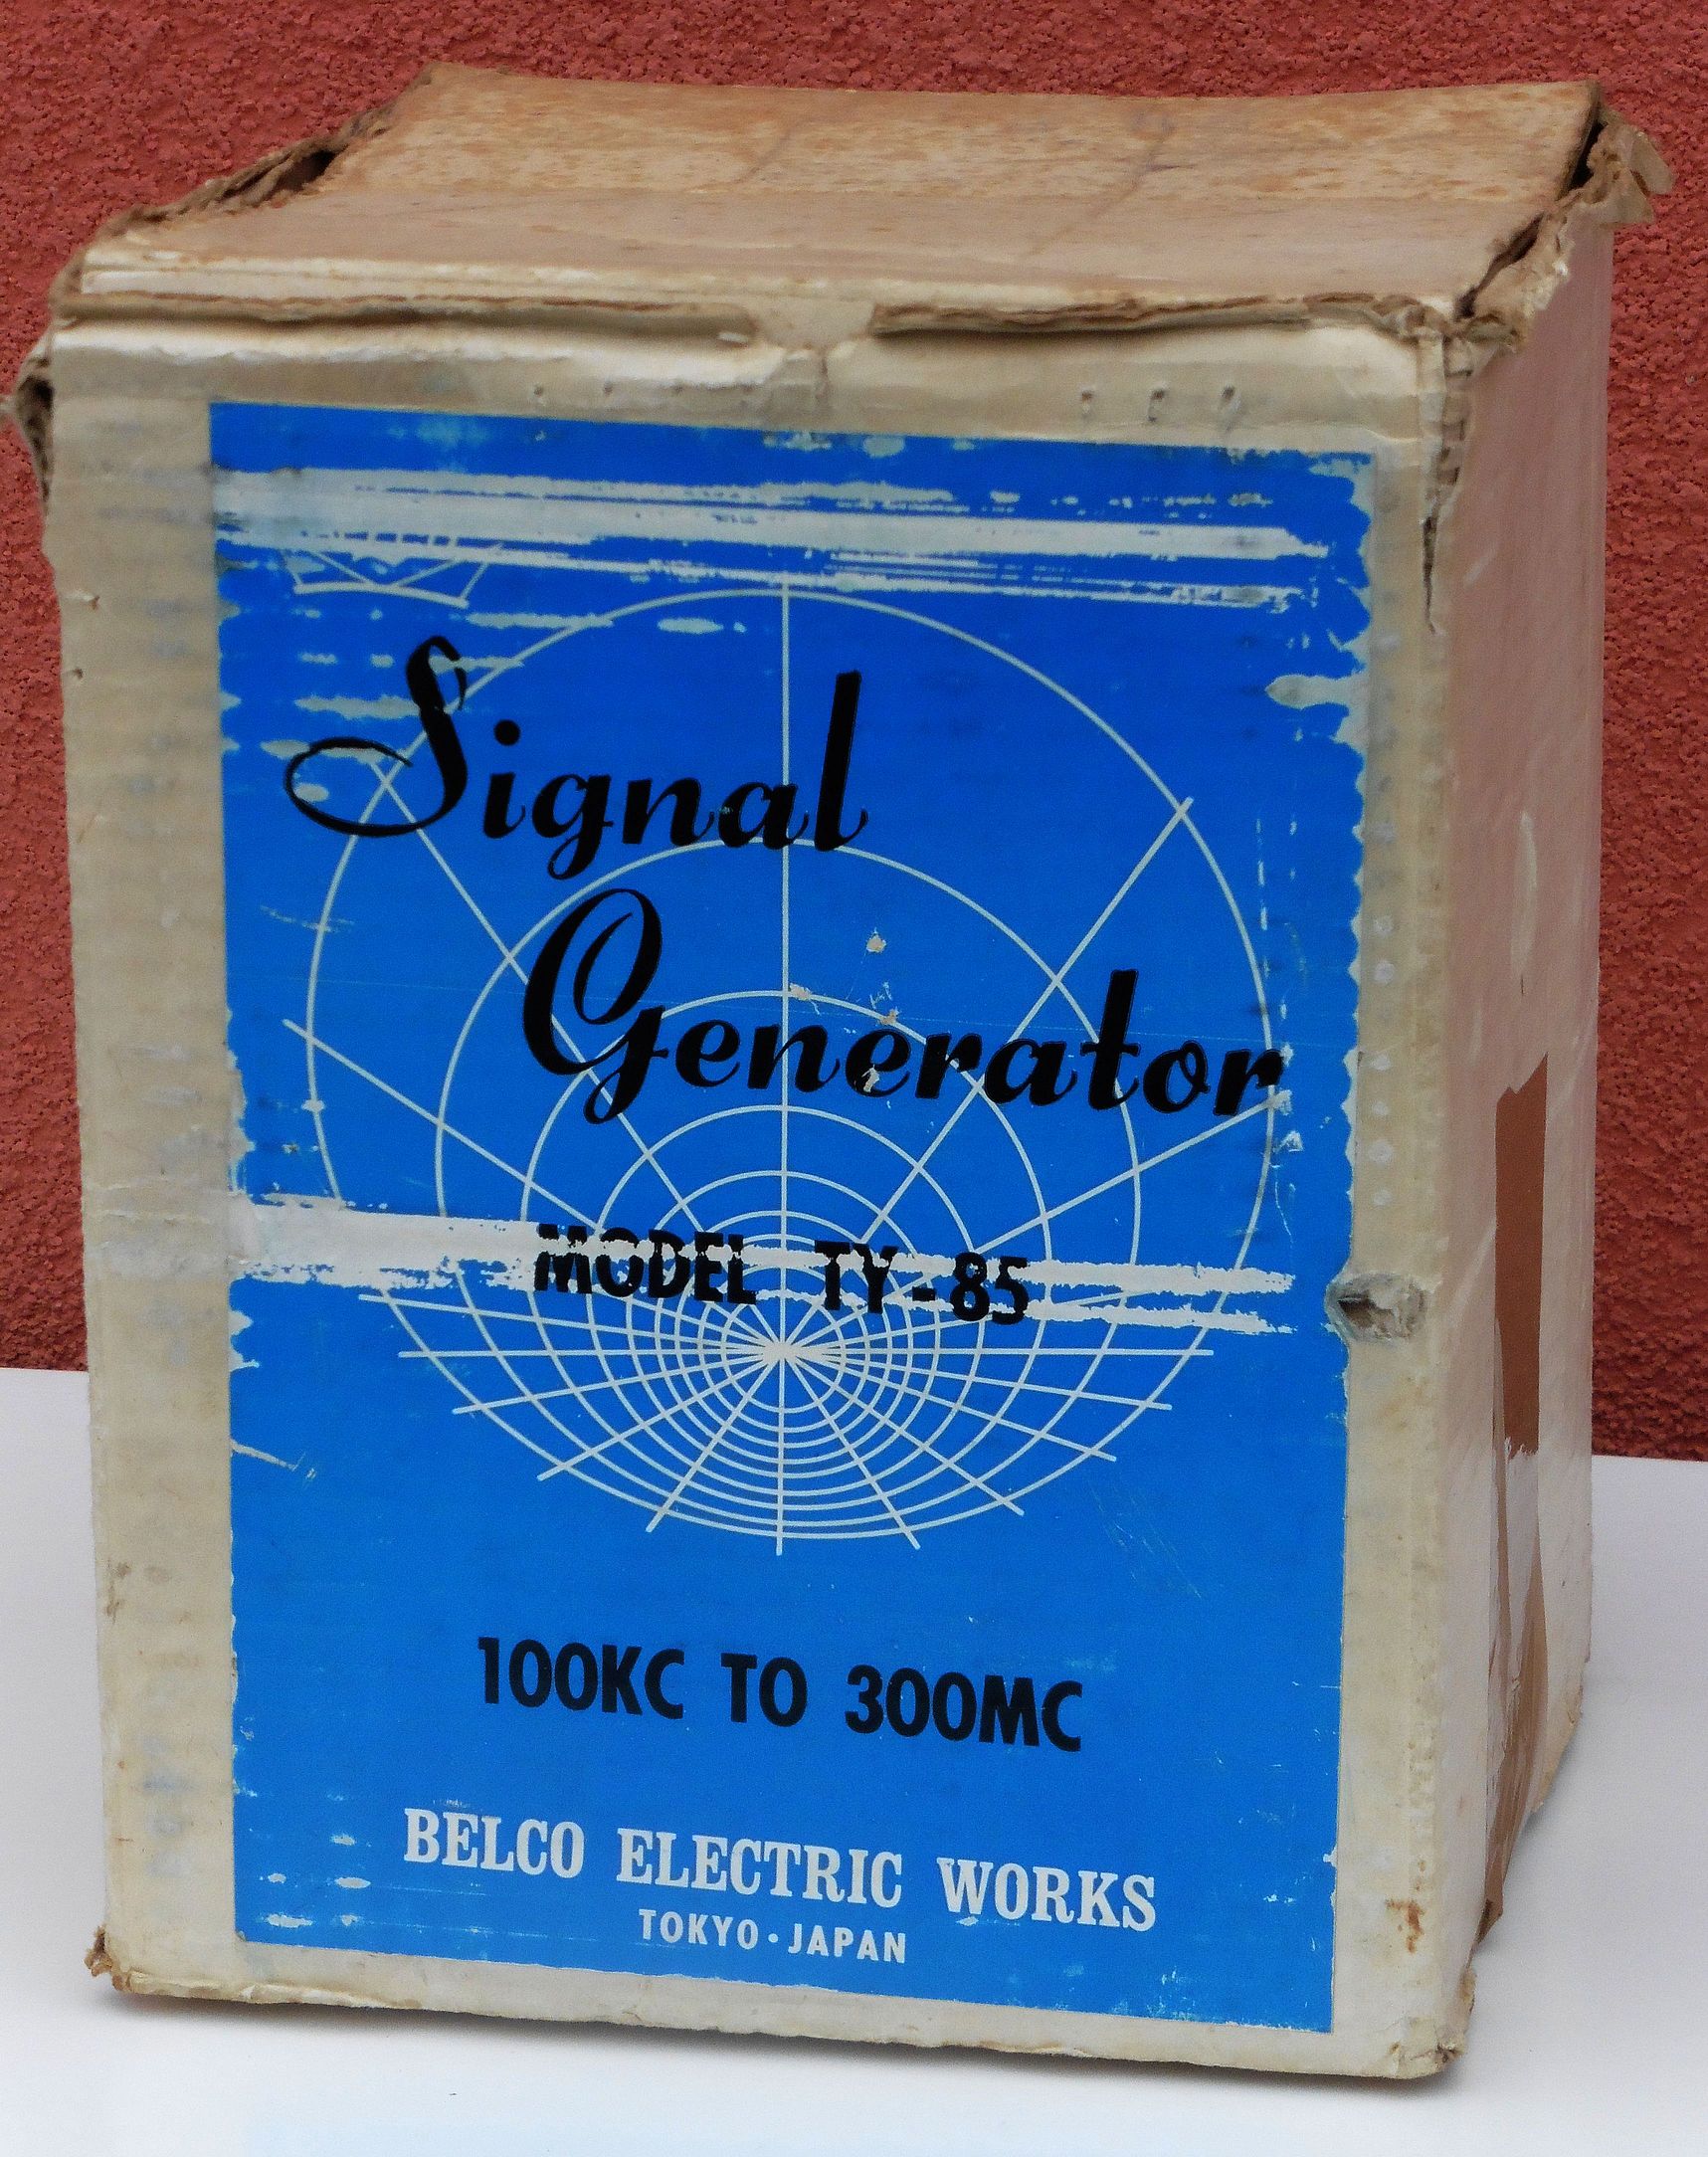 Signal
Generator
MODEL TY-85
100KC TO 300MC
BELCO ELECTRIC WORKS
TOKYO·JAPAN